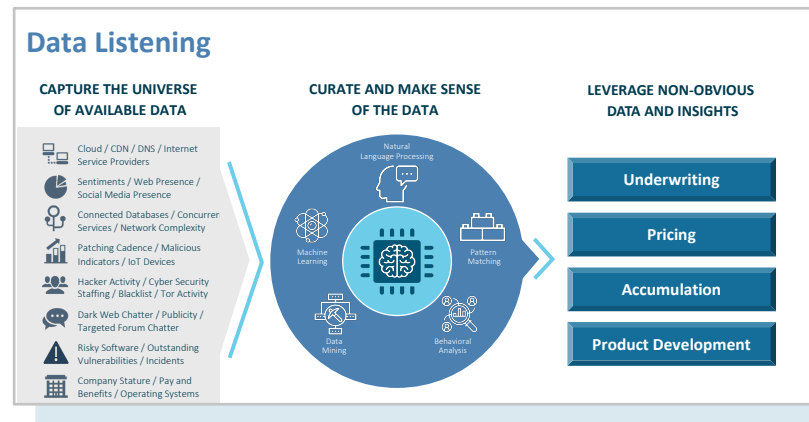 Data Listening
CAPTURE THE UNIVERSE
OF AVAILABLE DATA
Cloud / CDN / DNS / Internet
Service Providers
Sentiments / Web Presence /
Social Media Presence
Connected Databases / Concurrer
Services / Network Complexity
Patching Cadence / Malicious
Indicators / IoT Devices
Hacker Activity / Cyber Security
Staffing / Blacklist / Tor Activity
Dark Web Chatter / Publicity /
Targeted Forum Chatter
Risky Software / Outstanding
Vulnerabilities / Incidents
Company Stature / Pay and
Benefits / Operating Systems
CURATE AND MAKE SENSE
OF THE DATA
Natural
Language Processing
Machine
Learning
Pattern
Matching
Data
Mining
Behavioral
Analysis
LEVERAGE NON-OBVIOUS
DATA AND INSIGHTS
Underwriting
Pricing
Accumulation
Product Development